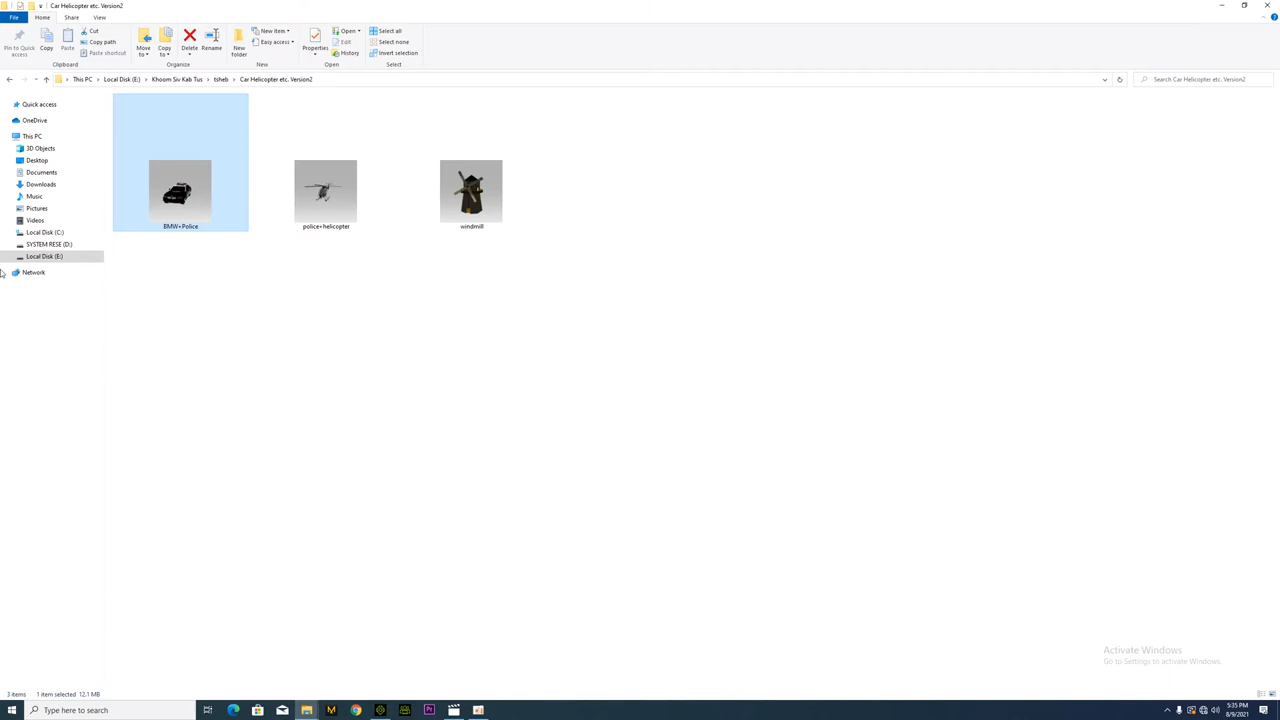 Car Helicopter etc. Version2
File
Home
Share
View
Pin to Quick access
Copy
Paste
Cut
Copy path
Paste shortcut
Clipboard
Move to
Copy to
Delete
Rename
Organize
New folder
New item
Easy access
New
Properties
Open
Edit
History
Open
Select all
Select none
Invert selection
Select
This PC
Local Disk (E:)
Khoom Siv Kab Tus
tsheb
Car Helicopter etc. Version2
Search Car Helicopter etc. Version2
Quick access
OneDrive
This PC
3D Objects
Desktop
Documents
Downloads
Music
Pictures
Videos
Local Disk (C:)
SYSTEM RESE (D:)
Local Disk (E:)
Network
BMW+Police
police+helicopter
windmill
Activate Windows
Go to Settings to activate Windows.
3 items
1 item selected 12.1 MB
Type here to search
5:35 PM
8/9/2021